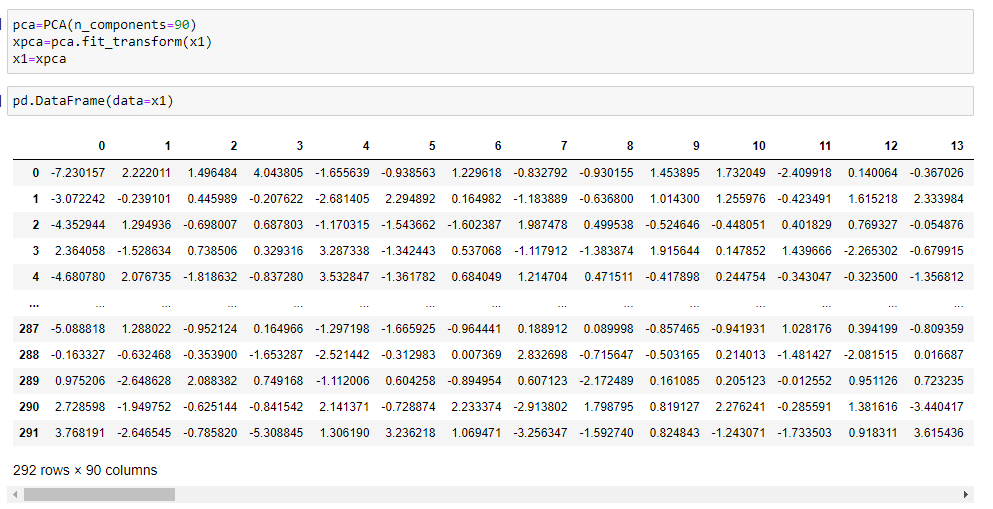 pca=PCA(n_components=90)
xpca=pca.fit_transform(x1)
x1=xpca
pd.DataFrame(data=x1)
0 1 2 3 4 5 6 7 8 9 10 11 12 13
0 -7.230157 2.222011 1.496484 4.043805 -1.655639 -0.938563 1.229618 -0.832792 -0.930155 1.453895 1.732049 -2.409918 0.140064 -0.367026
1 -3.072242 -0.239101 0.445989 -0.207622 -2.681405 2.294892 0.164982 -1.183889 -0.636800 1.014300 1.255976 -0.423491 1.615218 2.333984
2 -4.352944 1.294936 -0.698007 0.687803 -1.170315 -1.543662 -1.602387 1.987478 0.499538 -0.524646 -0.448051 0.401829 0.769327 -0.054876
3 2.364058 -1.528634 0.738506 0.329316 3.287338 -1.342443 0.537068 -1.117912 -1.383874 1.915644 0.147852 1.439666 -2.265302 -0.679915
4 -4.680780 2.076735 -1.818632 -0.837280 3.532847 -1.361782 0.684049 1.214704 0.471511 -0.417898 0.244754 -0.343047 -0.323500 -1.356812
... ... ... ... ... ... ... ... ... ... ... ... ... ... ...
287 -5.088818 1.288022 -0.952124 0.164966 -1.297198 -1.665925 -0.964441 0.188912 0.089998 -0.857465 -0.941931 1.028176 0.394199 -0.809359
288 -0.163327 -0.632468 -0.353900 -1.653287 -2.521442 -0.312983 0.007369 2.832698 -0.715647 -0.503165 0.214013 -1.481427 -2.081515 0.016687
289 0.975206 -2.648628 2.088382 0.749168 -1.112006 0.604258 -0.894954 0.607123 -2.172489 0.161085 0.205123 -0.012552 0.951126 0.723235
290 2.728598 -1.949752 -0.625144 -0.841542 2.141371 -0.728874 2.233374 -2.913802 1.798795 0.819127 2.276241 -0.285591 1.381616 -3.440417
291 3.768191 -2.646545 -0.785820 -5.308845 1.306190 3.236218 1.069471 -3.256347 -1.592740 0.824843 -1.243071 -1.733503 0.918311 3.615436
292 rows × 90 columns